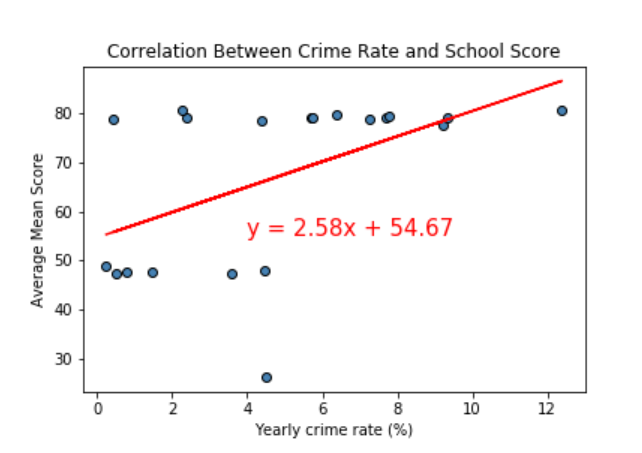 Correlation Between Crime Rate and School Score
80
70
60
50
40
30
Average Mean Score
y = 2.58x + 54.67
0 2 4 6 8 10 12
Yearly crime rate (%)